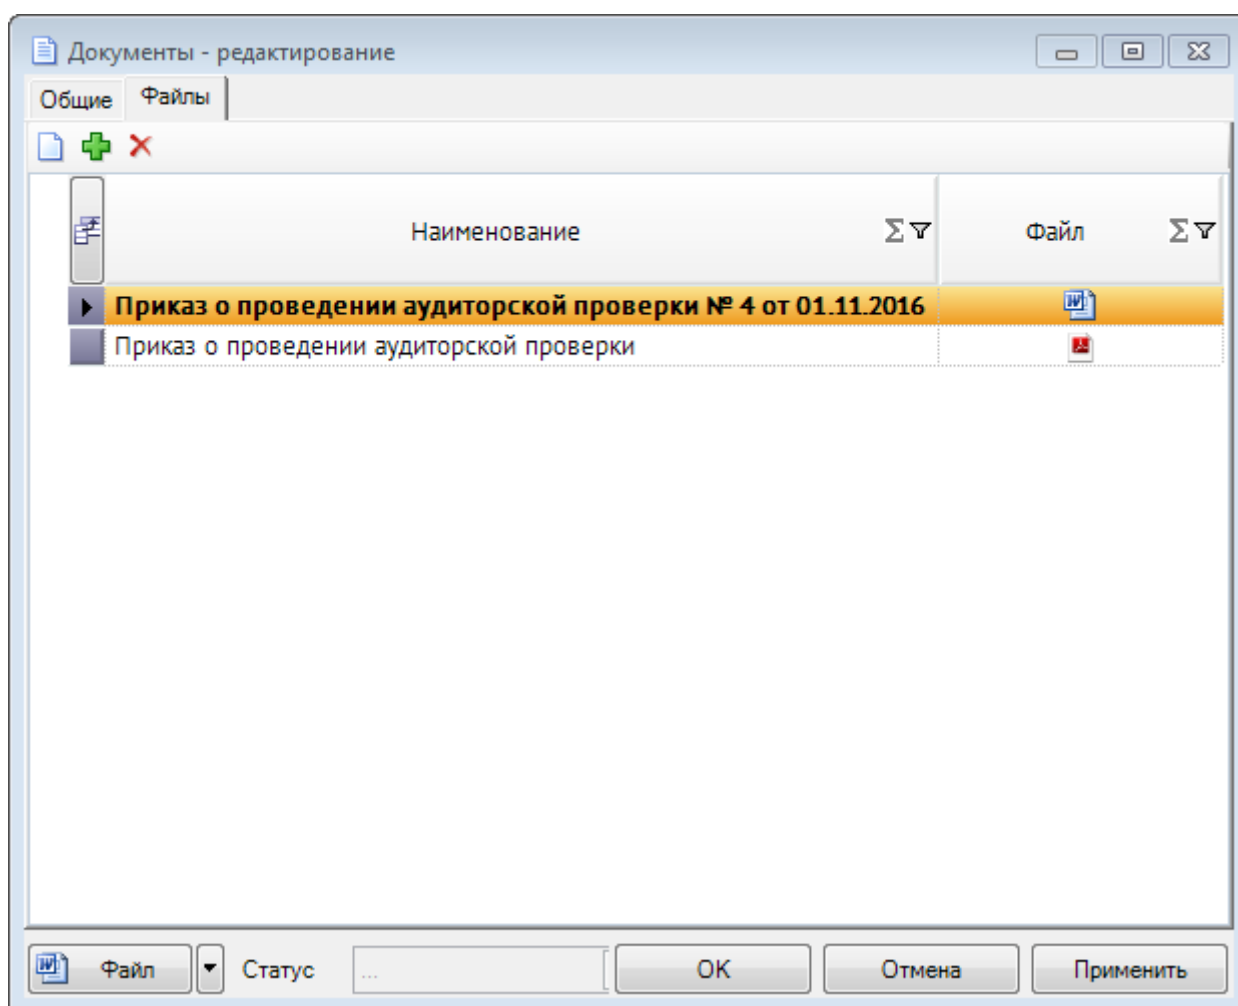 Документы - редактирование
Общие Файлы
Наименование Σ Файл Σ
Приказ о проведении аудиторской проверки № 4 от 01.11.2016
Приказ о проведении аудиторской проверки
Файл Статус ... OK Отмена Применить